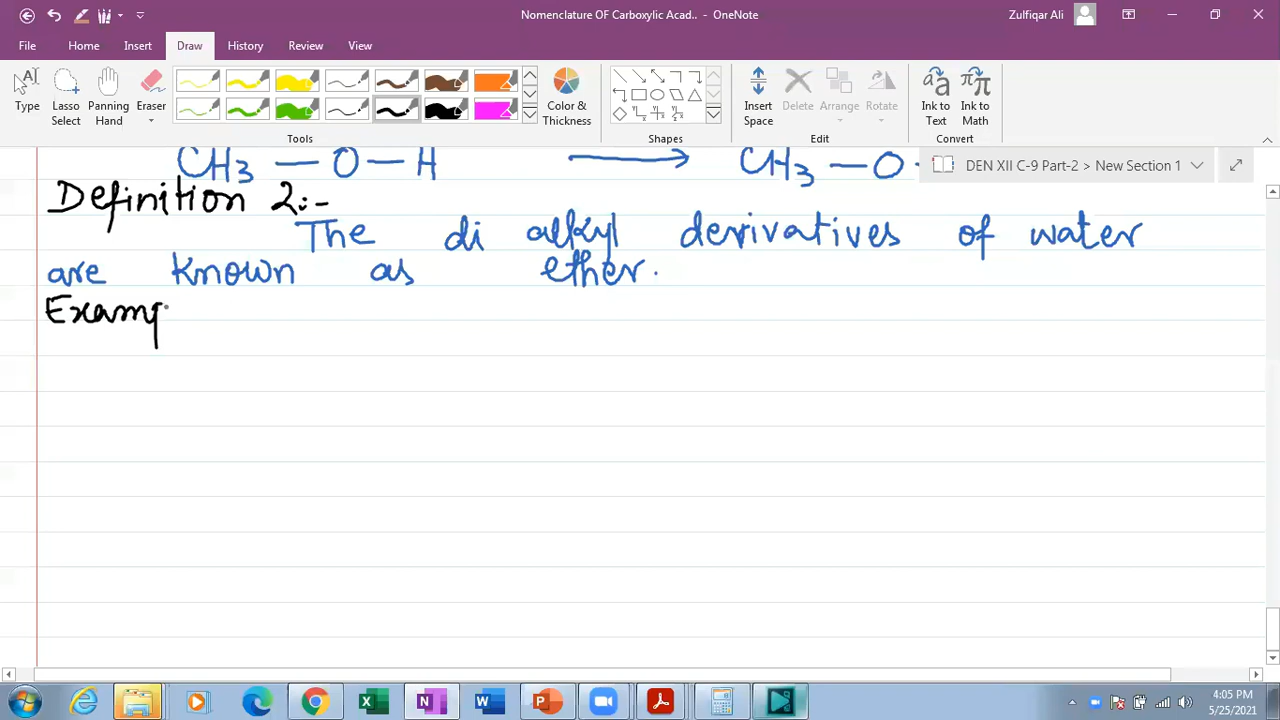 Nomenclature OF Carboxylic Acad.. - OneNote
Zulfiqar Ali
File Home Insert Draw History Review View
Type
Lasso Select
Panning Hand
Eraser
Color & Thickness
Insert Space
Delete
Arrange
Rotate
Ink to Text
Ink to Math
Tools
Shapes
Edit
Convert
DEN XII C-9 Part-2 > New Section 1
CH3 — O — H ⟶ CH3 — O
Definition 2:-
The di alkyl derivatives of water
are known as ether.
Examp
4:05 PM
5/25/2021